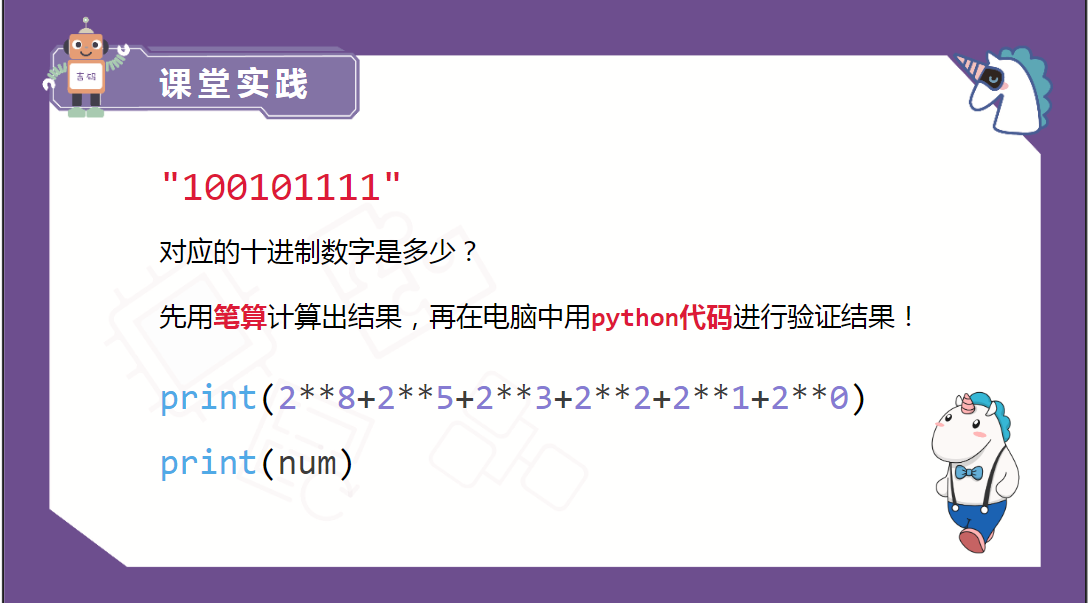 吉码
课堂实践
"100101111"
对应的十进制数字是多少？
先用笔算计算出结果，再在电脑中用python代码进行验证结果！
print(2**8+2**5+2**3+2**2+2**1+2**0)
print(num)